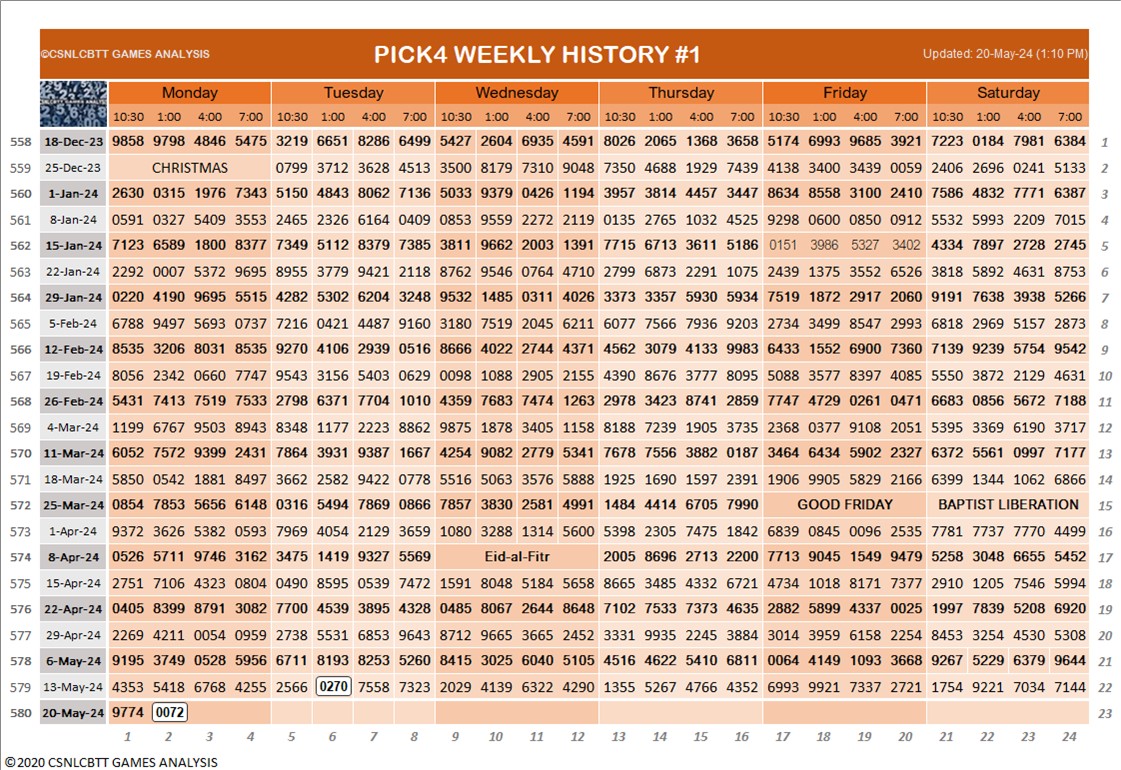 ©CSNLCBTT GAMES ANALYSIS PICK4 WEEKLY HISTORY #1 Updated: 20-May-24 (1:10 PM)
Monday Tuesday Wednesday Thursday Friday Saturday
10:30 1:00 4:00 7:00 10:30 1:00 4:00 7:00 10:30 1:00 4:00 7:00 10:30 1:00 4:00 7:00 10:30 1:00 4:00 7:00 10:30 1:00 4:00 7:00
558 18-Dec-23 9858 9798 4846 5475 3219 6651 8286 6499 5427 2604 6935 4591 8026 2065 1368 3658 5174 6993 9685 3921 7223 0184 7981 6384 1
559 25-Dec-23 CHRISTMAS 0799 3712 3628 4513 3500 8179 7310 9048 7350 4688 1929 7439 4138 3400 3439 0059 2406 2696 0241 5133 2
560 1-Jan-24 2630 0315 1976 7343 5150 4843 8062 7136 5033 9379 0426 1194 3957 3814 4457 3447 8634 8558 3100 2410 7586 4832 7771 6387 3
561 8-Jan-24 0591 0327 5409 3553 2465 2326 6164 0409 0853 9559 2272 2119 0135 2765 1032 4525 9298 0600 0850 0912 5532 5993 2209 7015 4
562 15-Jan-24 7123 6589 1800 8377 7349 5112 8379 7385 3811 9662 2003 1391 7715 6713 3611 5186 0151 3986 5327 3402 4334 7897 2728 2745 5
563 22-Jan-24 2292 0007 5372 9695 8955 3779 9421 2118 8762 9546 0764 4710 2799 6873 2291 1075 2439 1375 3552 6526 3818 5892 4631 8753 6
564 29-Jan-24 0220 4190 9695 5515 4282 5302 6204 3248 9532 1485 0311 4026 3373 3357 5930 5934 7519 1872 2917 2060 9191 7638 3938 5266 7
565 5-Feb-24 6788 9497 5693 0737 7216 0421 4487 9160 3180 7519 2045 6211 6077 7566 7936 9203 2734 3499 8547 2993 6818 2969 5157 2873 8
566 12-Feb-24 8535 3206 8031 8535 9270 4106 2939 0516 8666 4022 2744 4371 4562 3079 4133 9983 6433 1552 6900 7360 7139 9239 5754 9542 9
567 19-Feb-24 8056 2342 0660 7747 9543 3156 5403 0629 0098 1088 2905 2155 4390 8676 3777 8095 5088 3577 8397 4085 5550 3872 2129 4631 10
568 26-Feb-24 5431 7413 7519 7533 2798 6371 7704 1010 4359 7683 7474 1263 2978 3423 8741 2859 7747 4729 0261 0471 6683 0856 5672 7188 11
569 4-Mar-24 1199 6767 9503 8943 8348 1177 2223 8862 9875 1878 3405 1158 8188 7239 1905 3735 2368 0377 9108 2051 5395 3369 6190 3717 12
570 11-Mar-24 6052 7572 9399 2431 7864 3931 9387 1667 4254 9082 2779 5341 7678 7556 3882 0187 3464 6434 5902 2327 6372 5561 0997 7177 13
571 18-Mar-24 5850 0542 1881 8497 3662 2582 9422 0778 5516 5063 3576 5888 1925 1690 1597 2391 1906 9905 5829 2166 6399 1344 1062 6866 14
572 25-Mar-24 0854 7853 5656 6148 0316 5494 7869 0866 7857 3830 2581 4991 1484 4414 6705 7990 GOOD FRIDAY BAPTIST LIBERATION 15
573 1-Apr-24 9372 3626 5382 0593 7969 4054 2129 3659 1080 3288 1314 5600 5398 2305 7475 1842 6839 0845 0096 2535 7781 7737 7770 4499 16
574 8-Apr-24 0526 5711 9746 3162 3475 1419 9327 5569 Eid-al-Fitr 2005 8696 2713 2200 7713 9045 1549 9479 5258 3048 6655 5452 17
575 15-Apr-24 2751 7106 4323 0804 0490 8595 0539 7472 1591 8048 5184 5658 8665 3485 4332 6721 4734 1018 8171 7377 2910 1205 7546 5994 18
576 22-Apr-24 0405 8399 8791 3082 7700 4539 3895 4328 0485 8067 2644 8648 7102 7533 7373 4635 2882 5899 4337 0025 1997 7839 5208 6920 19
577 29-Apr-24 2269 4211 0054 0959 2738 5531 6853 9643 8712 9665 3665 2452 3331 9935 2245 3884 3014 3959 6158 2254 8453 3254 4530 5308 20
578 6-May-24 9195 3749 0528 5956 6711 8193 8253 5260 8415 3025 6040 5105 4516 4622 5410 6811 0064 4149 1093 3668 9267 5229 6379 9644 21
579 13-May-24 4353 5418 6768 4255 2566 0270 7558 7323 2029 4139 6322 4290 1355 5267 4766 4352 6993 9921 7337 2721 1754 9221 7034 7144 22
580 20-May-24 9774 0072 23
1 2 3 4 5 6 7 8 9 10 11 12 13 14 15 16 17 18 19 20 21 22 23 24
©2020 CSNLCBTT GAMES ANALYSIS